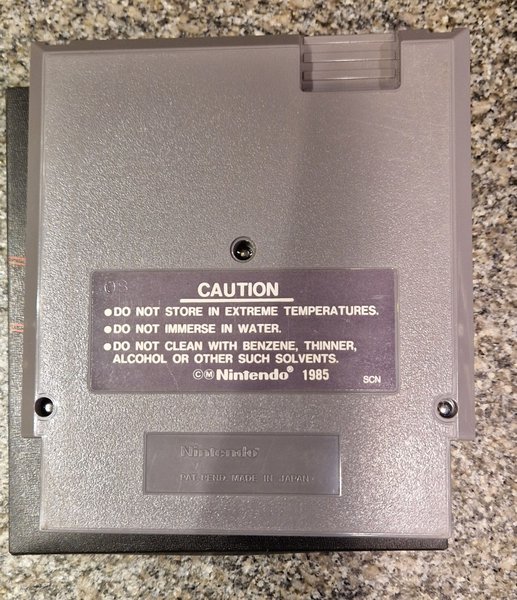 03
CAUTION
●DO NOT STORE IN EXTREME TEMPERATURES.
●DO NOT IMMERSE IN WATER.
●DO NOT CLEAN WITH BENZENE, THINNER,
ALCOHOL OR OTHER SUCH SOLVENTS.
©Ⓜ Nintendo® 1985
SCN
Nintendo®
PAT. PEND. MADE IN JAPAN